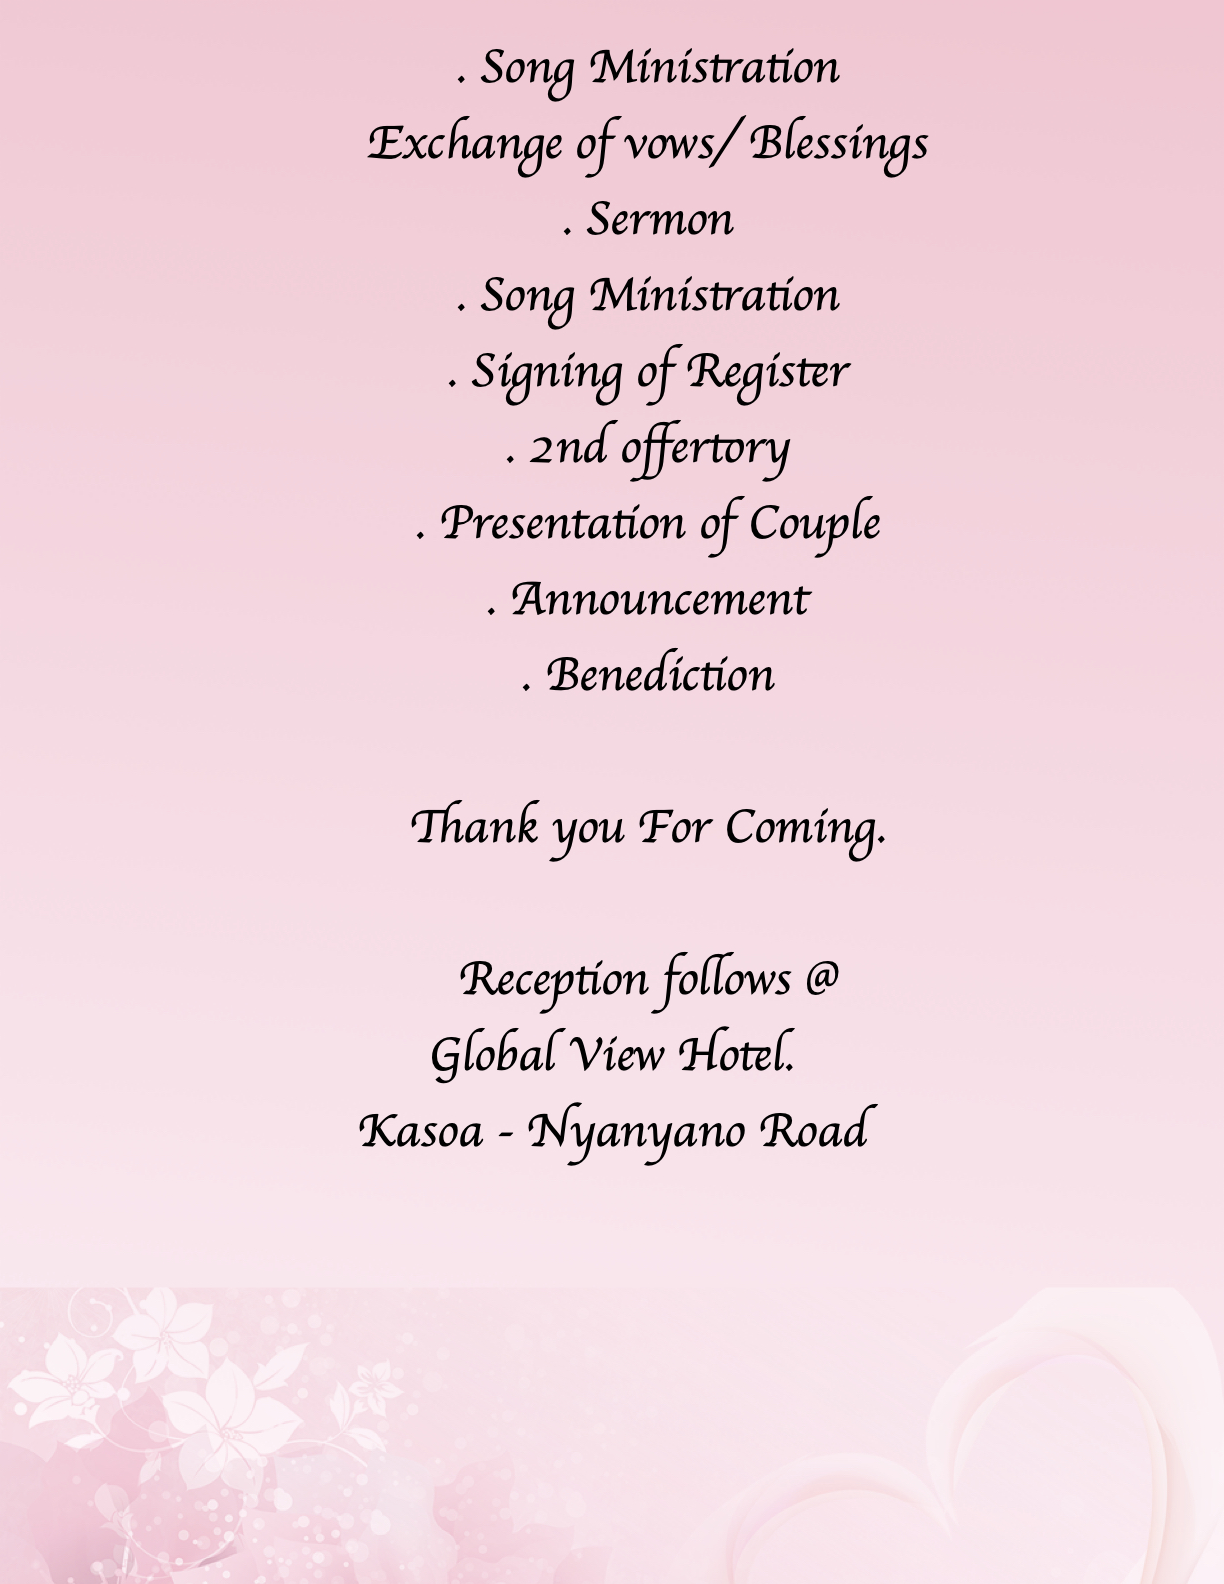 . Song Ministration
Exchange of vows/ Blessings
. Sermon
. Song Ministration
. Signing of Register
. 2nd offertory
. Presentation of Couple
. Announcement
. Benediction
Thank you For Coming.
Reception follows @
Global View Hotel.
Kasoa - Nyanyano Road